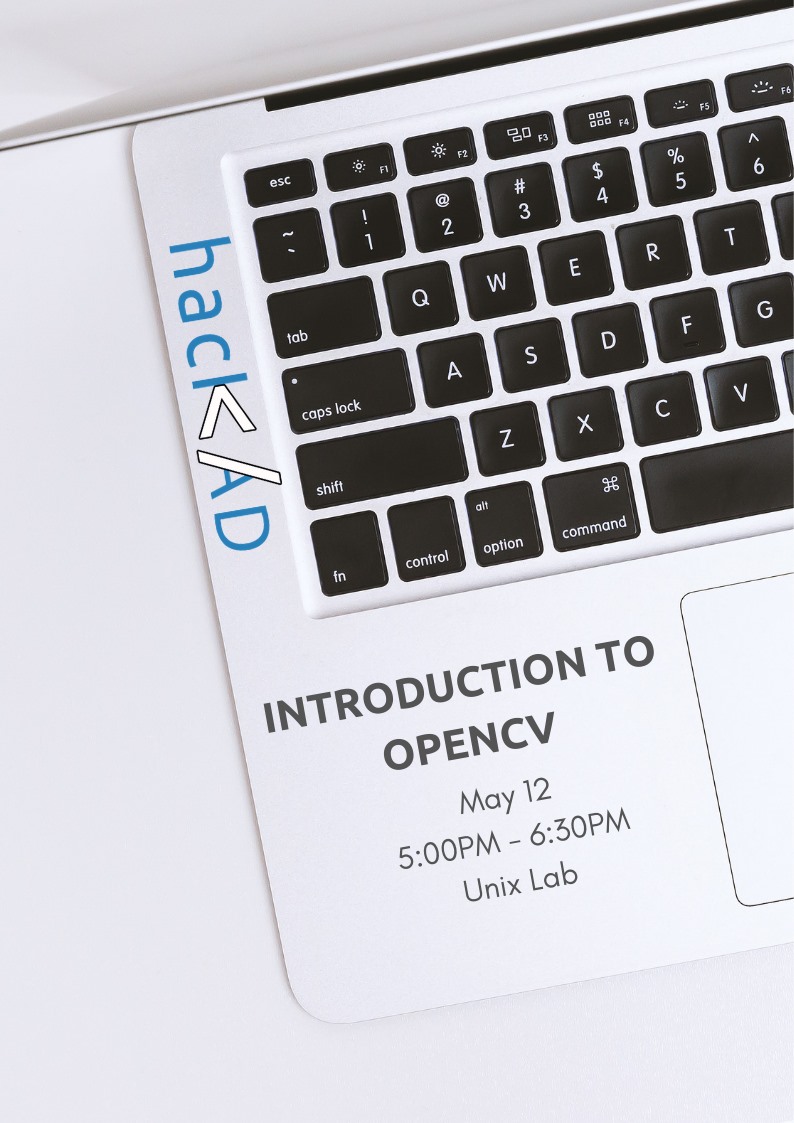 esc F1 F2 F3 F4 F5 F6
~ ` ! 1 @ 2 # 3 $ 4 % 5 ^ 6
tab Q W E R T
caps lock A S D F G
shift Z X C V
fn control alt option ⌘ command
hack/AD
INTRODUCTION TO
OPENCV
May 12
5:00PM - 6:30PM
Unix Lab